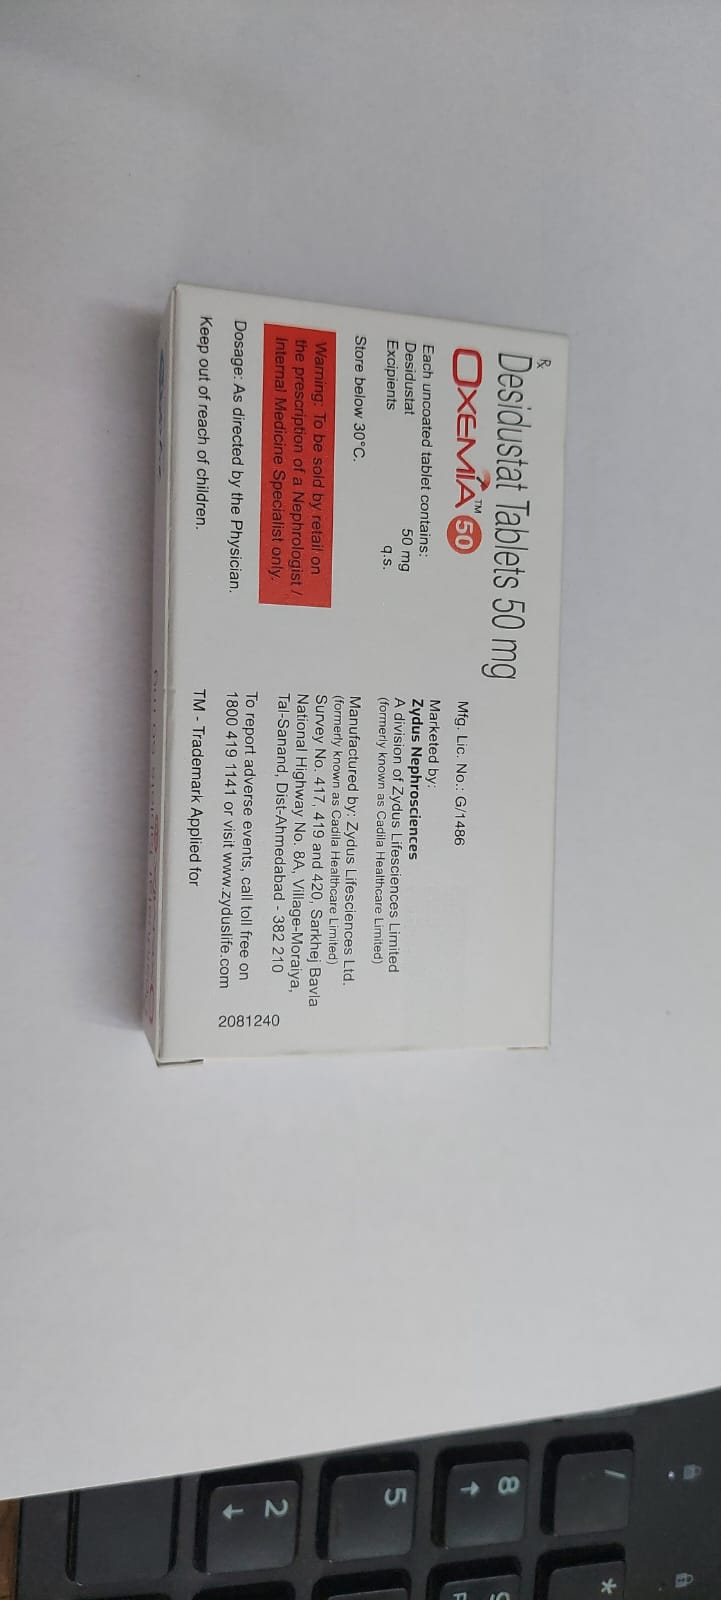 Rx
Desidustat Tablets 50 mg
OXEMIA™ 50
Each uncoated tablet contains:
Desidustat 50 mg
Excipients q.s.
Store below 30°C.
Warning: To be sold by retail on
the prescription of a Nephrologist /
Internal Medicine Specialist only.
Dosage: As directed by the Physician.
Keep out of reach of children.
Mfg. Lic. No.: G/1486
Marketed by:
Zydus Nephrosciences
A division of Zydus Lifesciences Limited
(formerly known as Cadila Healthcare Limited)
Manufactured by: Zydus Lifesciences Ltd.
(formerly known as Cadila Healthcare Limited)
Survey No. 417, 419 and 420, Sarkhej Bavla
National Highway No. 8A, Village-Moraiya,
Tal-Sanand, Dist-Ahmedabad - 382 210
To report adverse events, call toll free on
1800 419 1141 or visit www.zyduslife.com
TM - Trademark Applied for
2081240
/
*
8
5
2